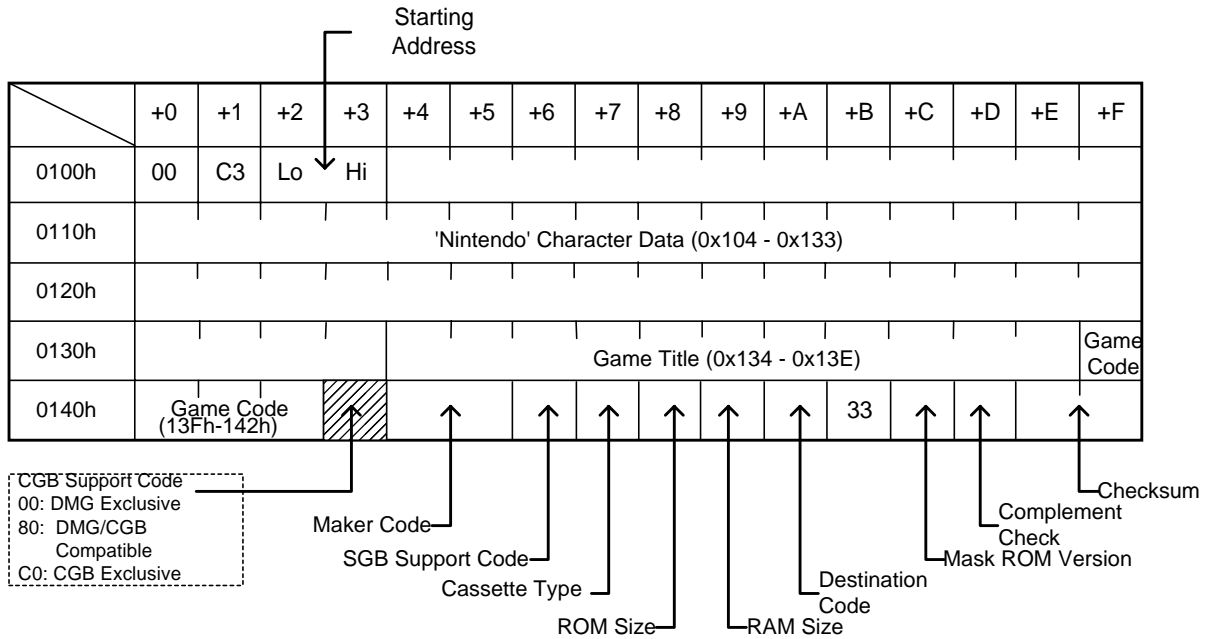 Starting
Address
+0 +1 +2 +3 +4 +5 +6 +7 +8 +9 +A +B +C +D +E +F
0100h 00 C3 Lo Hi
0110h 'Nintendo' Character Data (0x104 - 0x133)
0120h
0130h Game Title (0x134 - 0x13E) Game
Code
0140h Game Code 33
(13Fh-142h)
CGB Support Code
00: DMG Exclusive
80: DMG/CGB
Compatible
C0: CGB Exclusive
Maker Code
SGB Support Code
Cassette Type
ROM Size
RAM Size
Destination
Code
Mask ROM Version
Complement
Check
Checksum